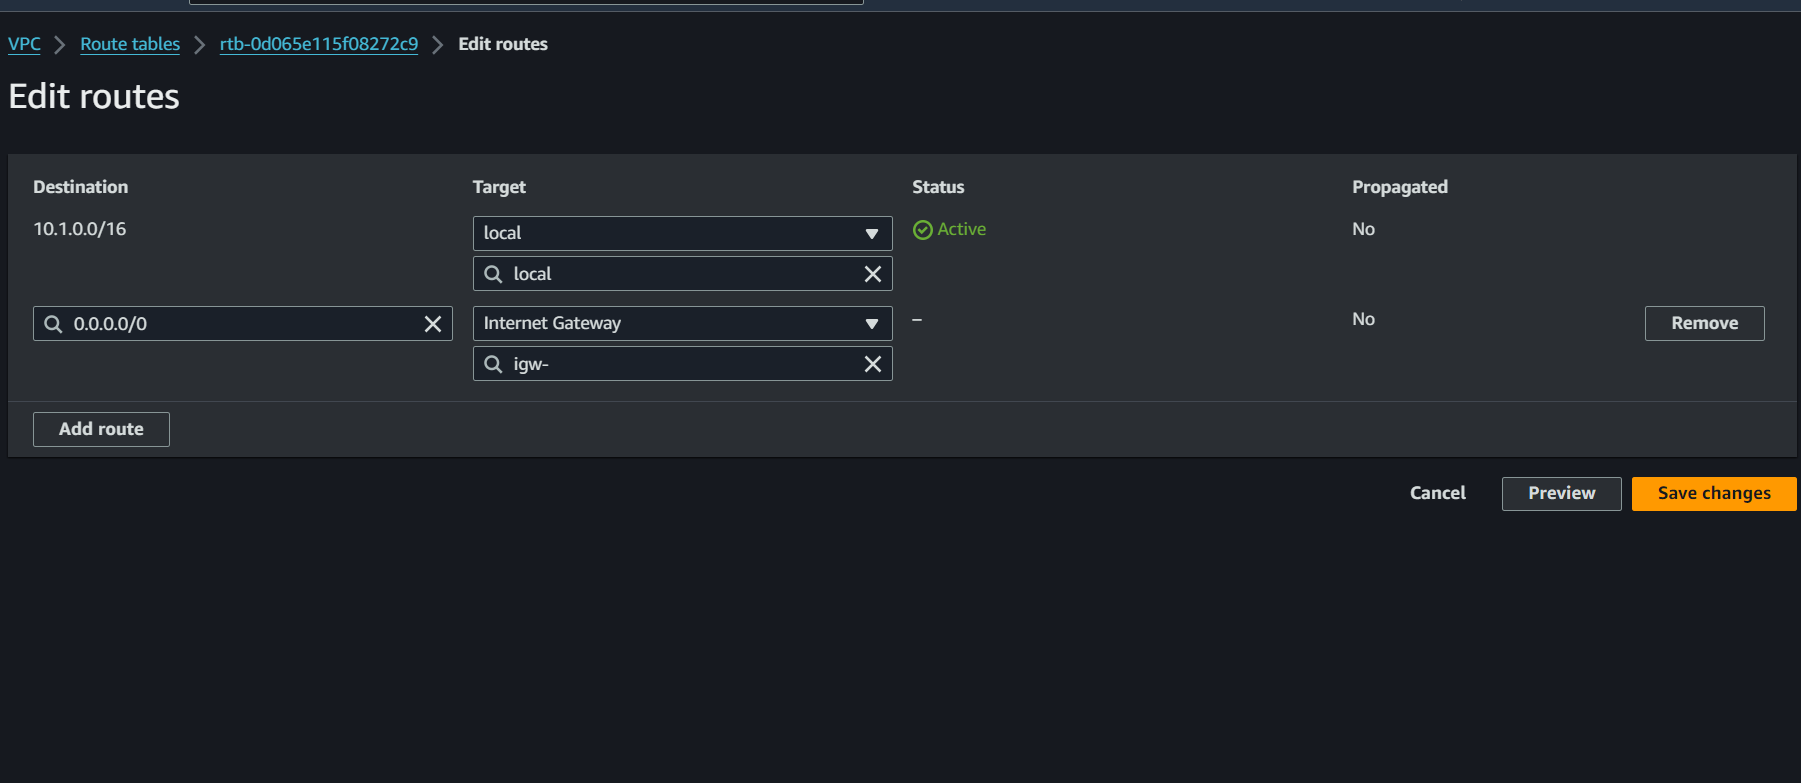 VPC > Route tables > rtb-0d065e115f08272c9 > Edit routes
Edit routes
Destination Target Status Propagated
10.1.0.0/16 local Active No
local
0.0.0.0/0 Internet Gateway – No Remove
igw-
Add route
Cancel Preview Save changes